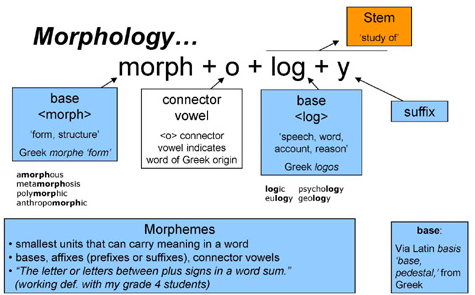 Morphology…
Stem
'study of'
morph + o + log + y
base
<morph>
'form, structure'
Greek morphe 'form'
connector
vowel
<o> connector
vowel indicates
word of Greek origin
base
<log>
'speech, word,
account, reason'
Greek logos
suffix
amorphous
metamorphosis
polymorphic
anthropomorphic
logic psychology
eulogy geology
Morphemes
• smallest units that can carry meaning in a word
• bases, affixes (prefixes or suffixes), connector vowels
• "The letter or letters between plus signs in a word sum."
(working def. with my grade 4 students)
base:
Via Latin basis
'base,
pedestal,' from
Greek